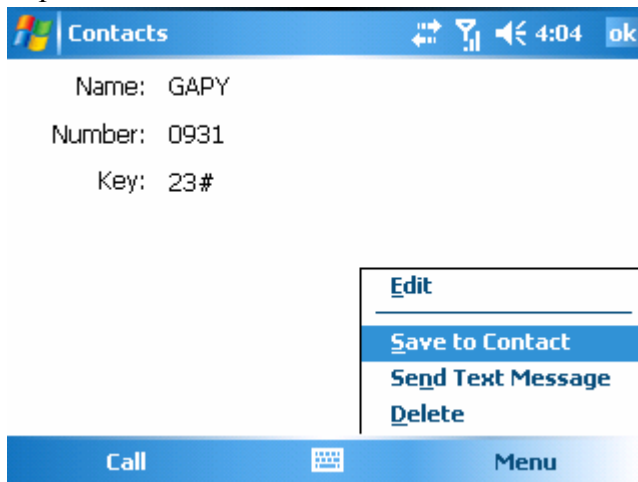 Contacts 4:04 ok
Name: GAPY
Number: 0931
Key: 23#
Edit
Save to Contact
Send Text Message
Delete
Call Menu